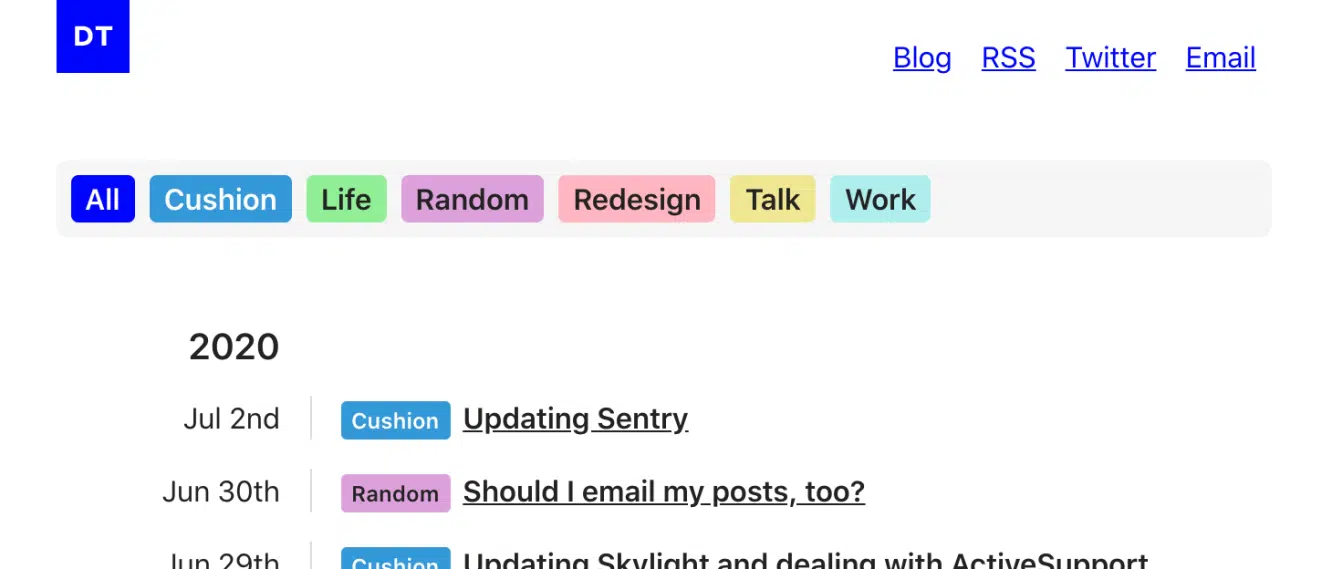 DT
Blog RSS Twitter Email
All Cushion Life Random Redesign Talk Work
2020
Jul 2nd Cushion Updating Sentry
Jun 30th Random Should I email my posts, too?
Jun 29th Cushion Updating Skylight and dealing with ActiveSupport